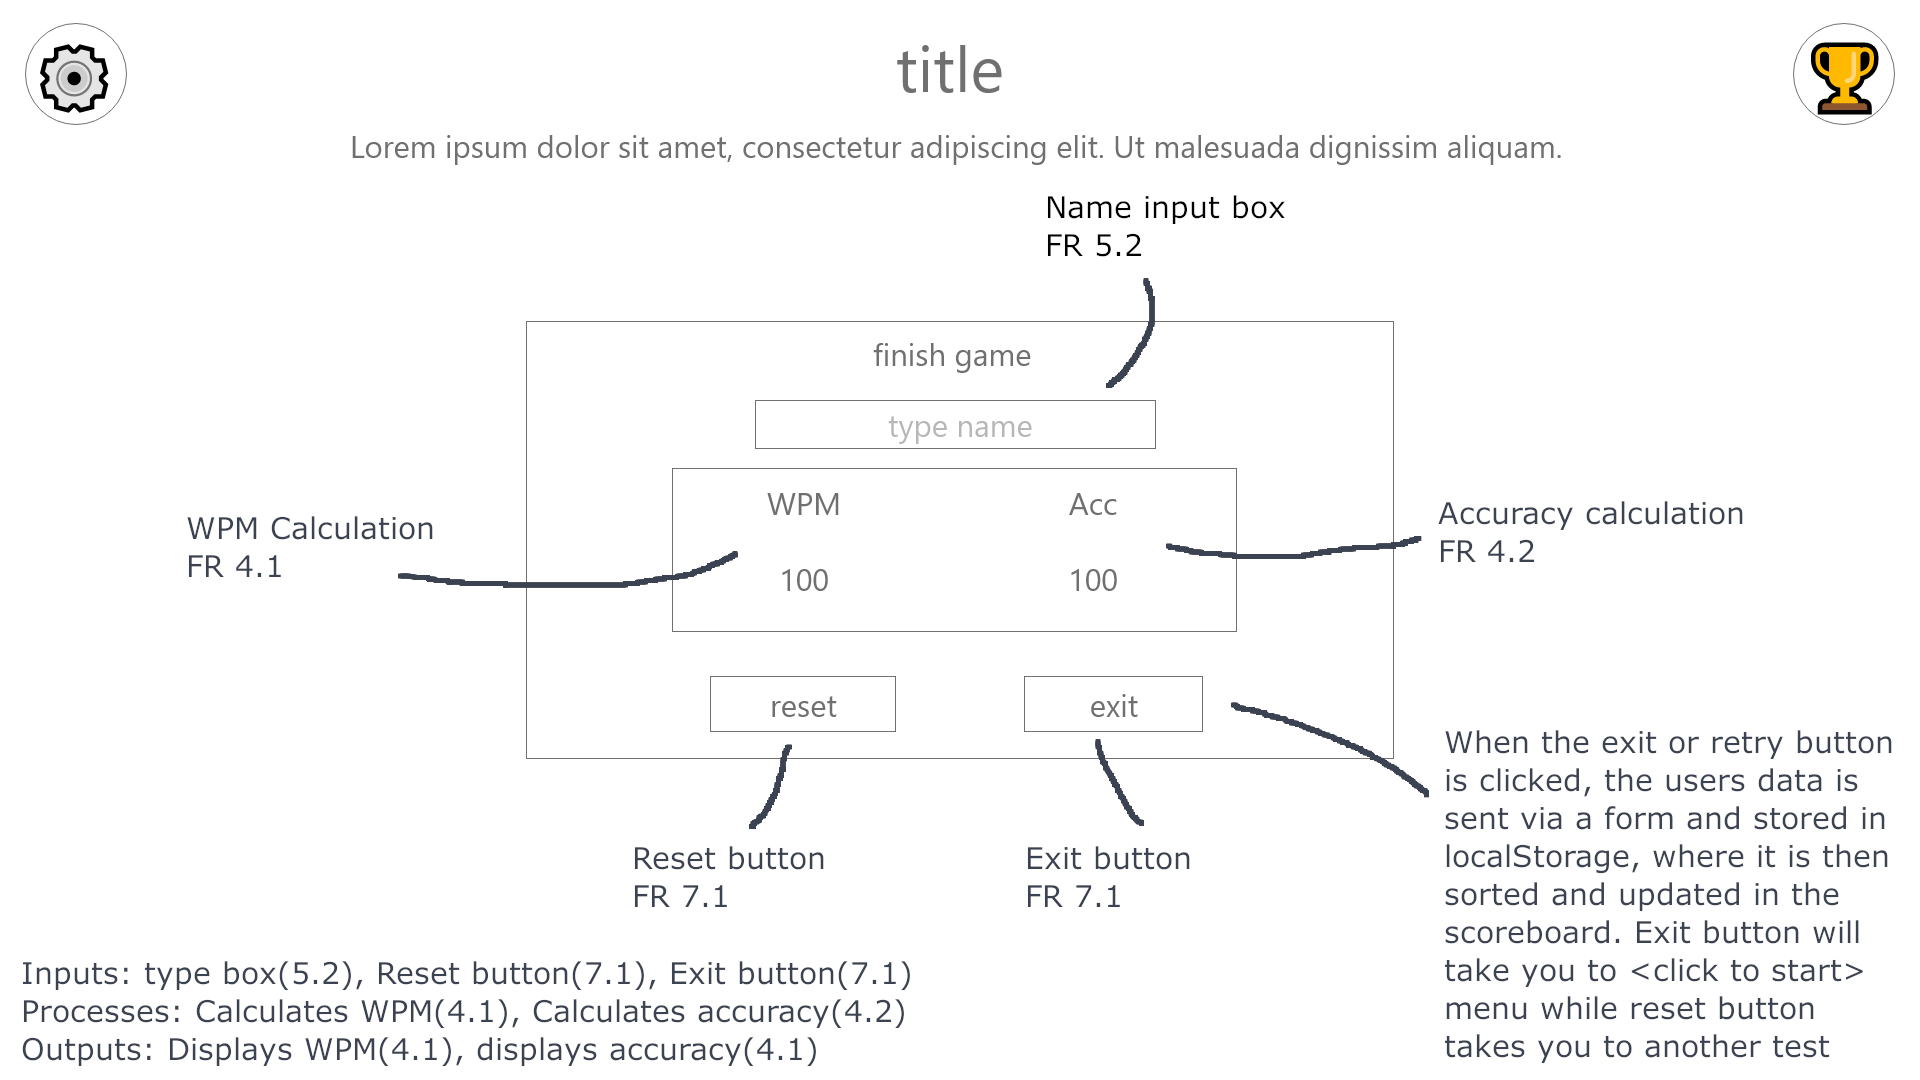 title
Lorem ipsum dolor sit amet, consectetur adipiscing elit. Ut malesuada dignissim aliquam.
Name input box
FR 5.2
finish game
type name
WPM
Acc
100
100
WPM Calculation
FR 4.1
Accuracy calculation
FR 4.2
reset
exit
Reset button
FR 7.1
Exit button
FR 7.1
When the exit or retry button
is clicked, the users data is
sent via a form and stored in
localStorage, where it is then
sorted and updated in the
scoreboard. Exit button will
take you to <click to start>
menu while reset button
takes you to another test
Inputs: type box(5.2), Reset button(7.1), Exit button(7.1)
Processes: Calculates WPM(4.1), Calculates accuracy(4.2)
Outputs: Displays WPM(4.1), displays accuracy(4.1)